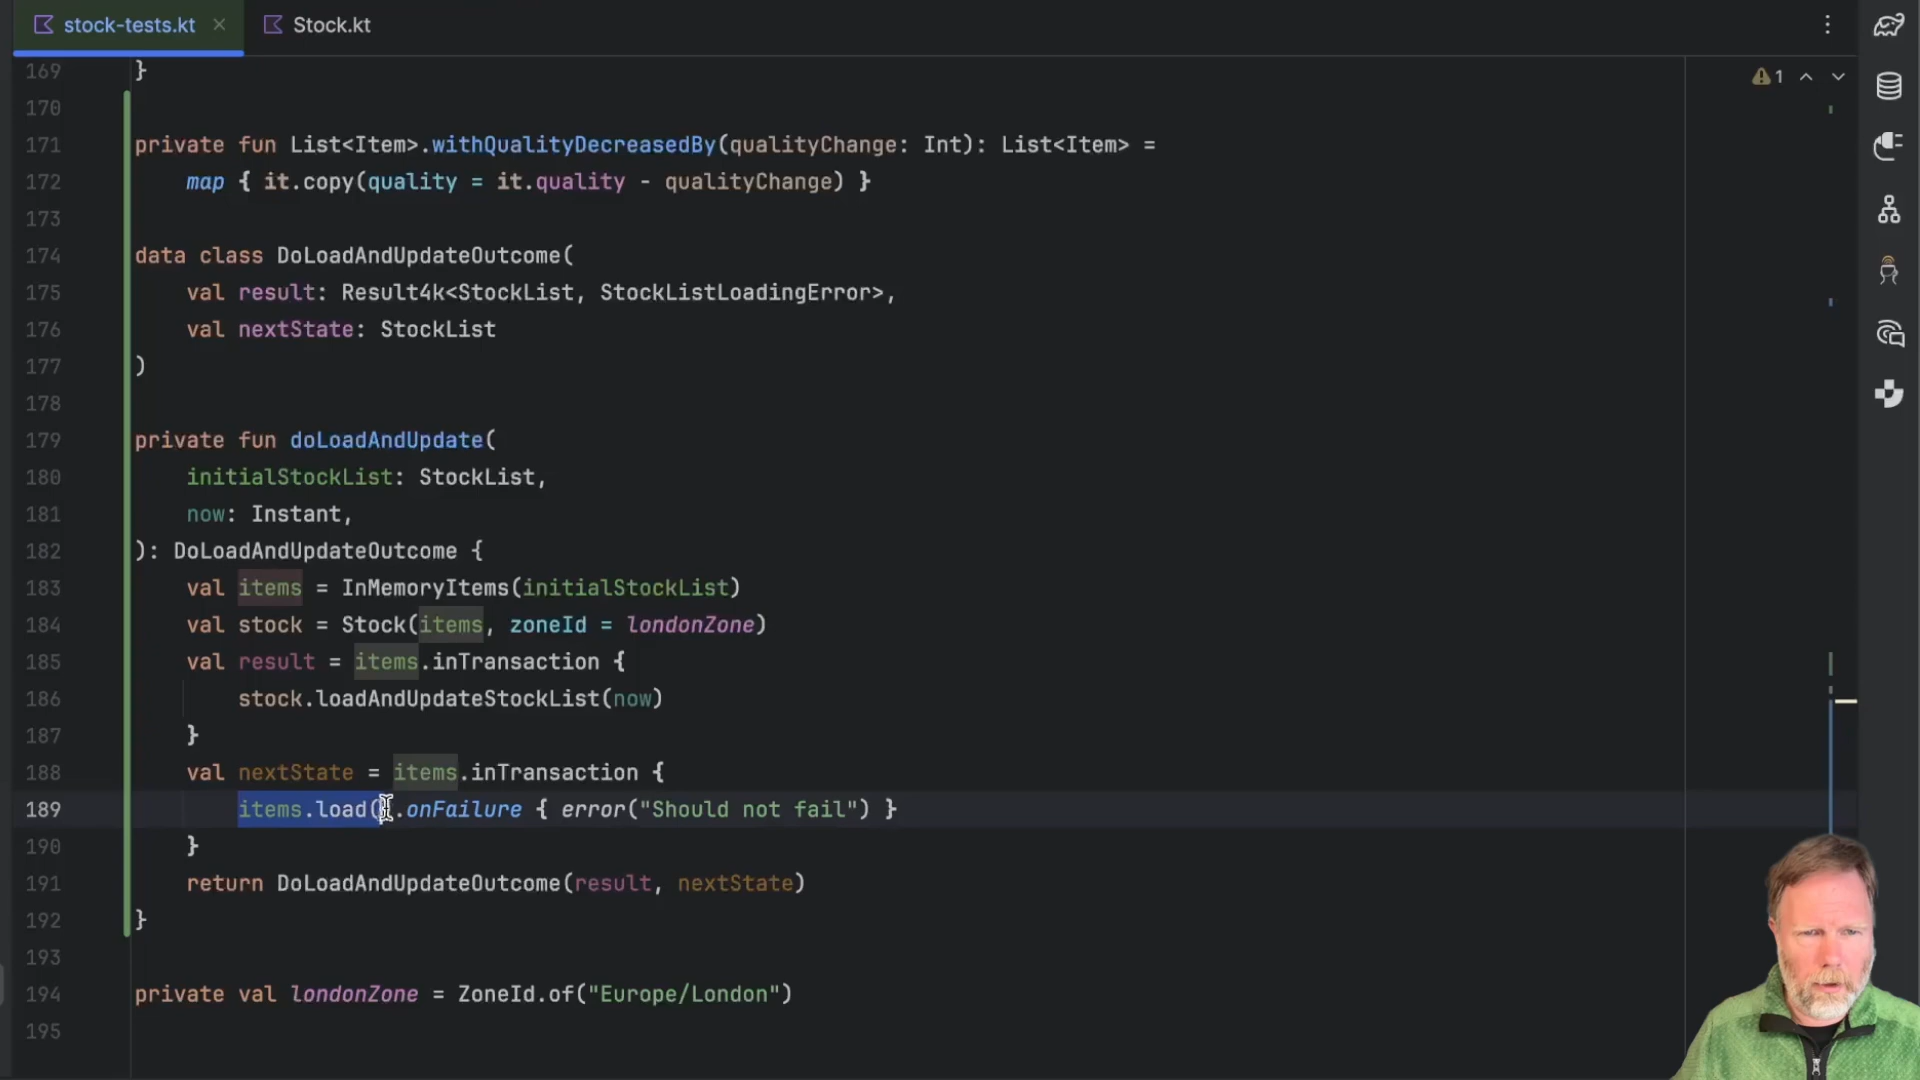 stock-tests.kt
Stock.kt
1
169 }
170
171 private fun List<Item>.withQualityDecreasedBy(qualityChange: Int): List<Item> =
172 map { it.copy(quality = it.quality - qualityChange) }
173
174 data class DoLoadAndUpdateOutcome(
175 val result: Result4k<StockList, StockListLoadingError>,
176 val nextState: StockList
177 )
178
179 private fun doLoadAndUpdate(
180 initialStockList: StockList,
181 now: Instant,
182 ): DoLoadAndUpdateOutcome {
183 val items = InMemoryItems(initialStockList)
184 val stock = Stock(items, zoneId = londonZone)
185 val result = items.inTransaction {
186 stock.loadAndUpdateStockList(now)
187 }
188 val nextState = items.inTransaction {
189 items.load().onFailure { error("Should not fail") }
190 }
191 return DoLoadAndUpdateOutcome(result, nextState)
192 }
193
194 private val londonZone = ZoneId.of("Europe/London")
195